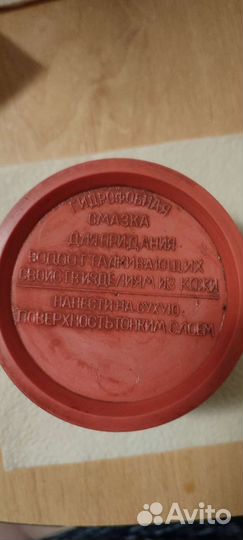 ГИДРОФОБНАЯ
СМАЗКА
ДЛЯ ПРИДАНИЯ
ВОДООТТАЛКИВАЮЩИХ
СВОЙСТВ ИЗДЕЛИЯМ ИЗ КОЖИ
НАНЕСТИ НА СУХУЮ
ПОВЕРХНОСТЬ ТОНКИМ СЛОЕМ
Avito